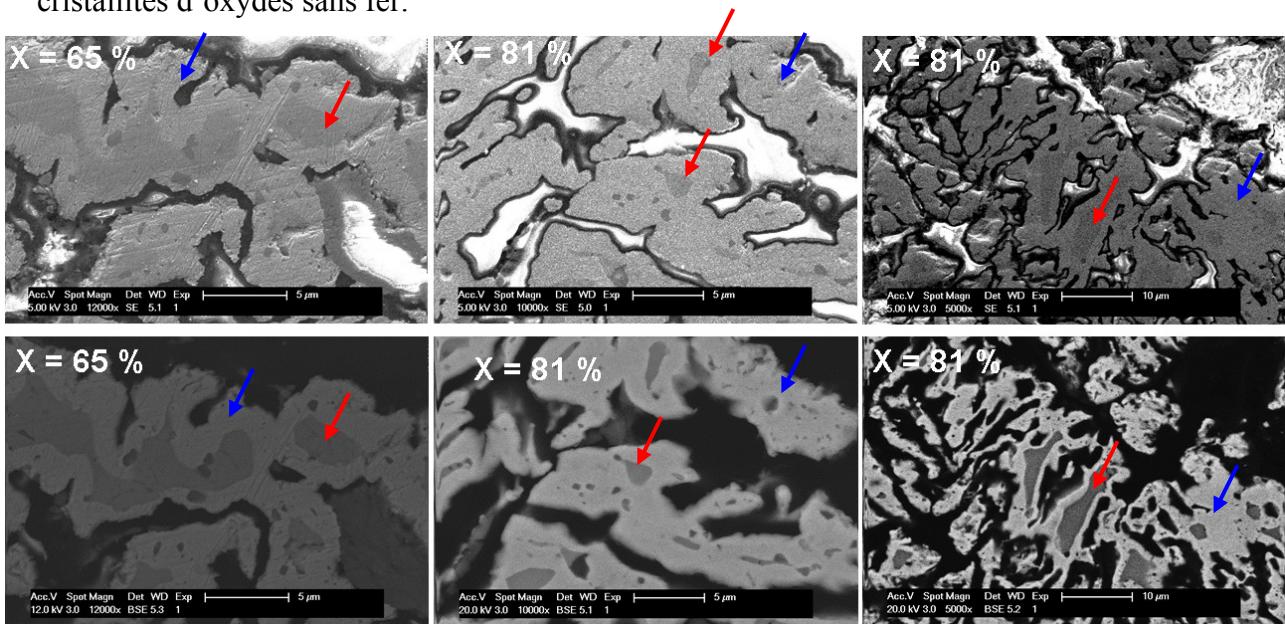 cristallites d'oxydes sans fer.
X = 65 %
X = 81 %
X = 81 %
Acc.V Spot Magn Det WD Exp 5 µm
5.00 kV 3.0 12000x SE 5.1 1
Acc.V Spot Magn Det WD Exp 5 µm
5.00 kV 3.0 10000x SE 5.0 1
Acc.V Spot Magn Det WD Exp 10 µm
5.00 kV 3.0 5000x SE 5.1 1
X = 65 %
X = 81 %
X = 81 %
Acc.V Spot Magn Det WD Exp 5 µm
12.0 kV 3.0 12000x BSE 5.3 1
Acc.V Spot Magn Det WD Exp 5 µm
20.0 kV 3.0 10000x BSE 5.1 1
Acc.V Spot Magn Det WD Exp 10 µm
20.0 kV 3.0 5000x BSE 5.2 1